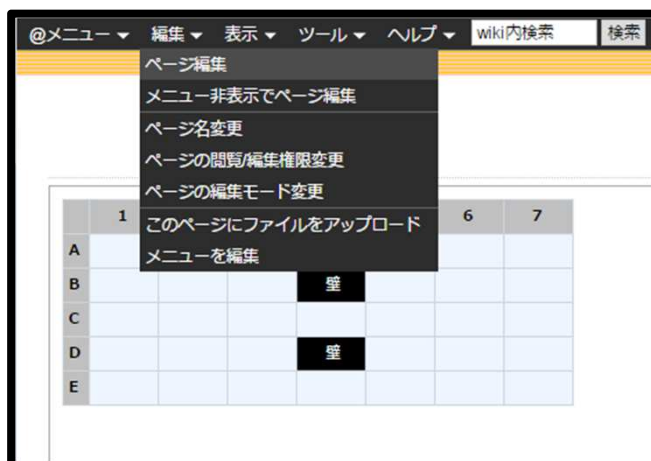 @メニュー ▼ 編集 ▼ 表示 ▼ ツール ▼ ヘルプ ▼ wiki内検索 検索
ページ編集
メニュー非表示でページ編集
ページ名変更
ページの閲覧/編集権限変更
ページの編集モード変更
このページにファイルをアップロード
メニューを編集
1 6 7
A
B 壁
C
D 壁
E